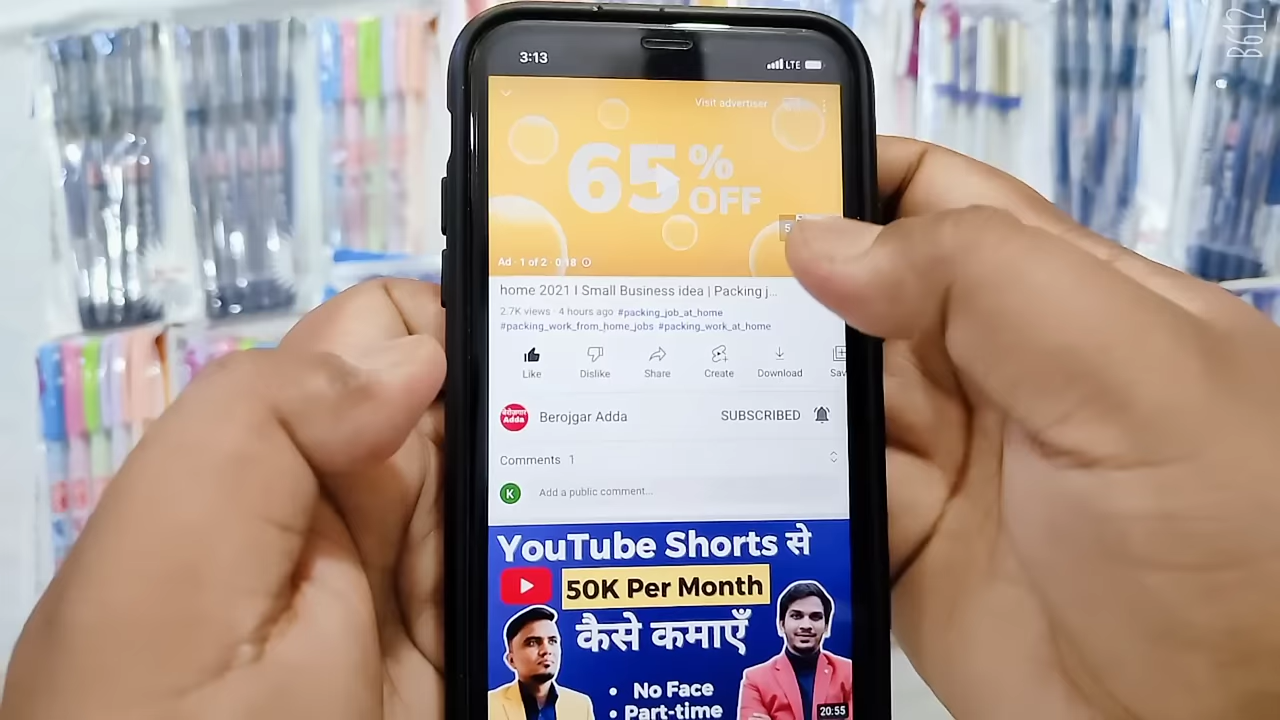 B612
3:13
LTE
Visit advertiser
65%
OFF
Ad · 1 of 2 · 0:18
home 2021 I Small Business idea | Packing j...
2.7K views · 4 hours ago #packing_job_at_home
#packing_work_from_home_jobs #packing_work_at_home
Like
Dislike
Share
Create
Download
Sav
बेरोज़गार
Adda
Berojgar Adda
SUBSCRIBED
Comments 1
K
Add a public comment...
YouTube Shorts से
50K Per Month
कैसे कमाएँ
• No Face
• Part-time
20:55